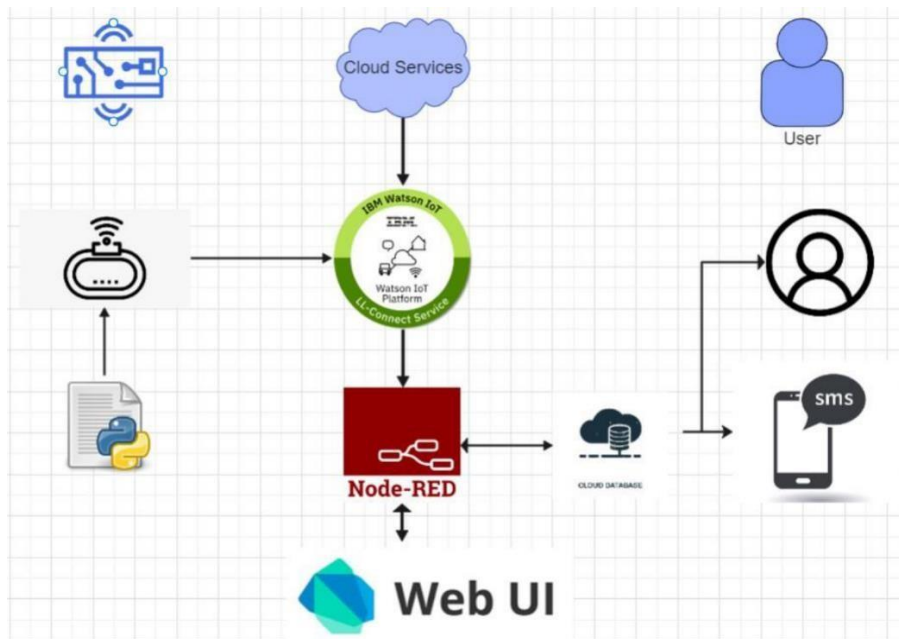 Cloud Services
User
IBM Watson IoT
IBM
Watson IoT
Platform
LL-Connect Service
sms
Node-RED
CLOUD DATABASE
Web UI